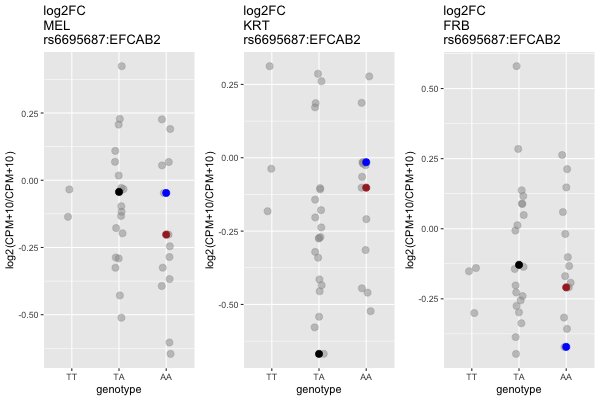 log2FC
MEL
rs6695687:EFCAB2
log2(CPM+10/CPM+10)
0.25
0.00
-0.25
-0.50
TT TA AA
genotype
log2FC
KRT
rs6695687:EFCAB2
log2(CPM+10/CPM+10)
0.25
0.00
-0.25
-0.50
TT TA AA
genotype
log2FC
FRB
rs6695687:EFCAB2
log2(CPM+10/CPM+10)
0.50
0.25
0.00
-0.25
TT TA AA
genotype